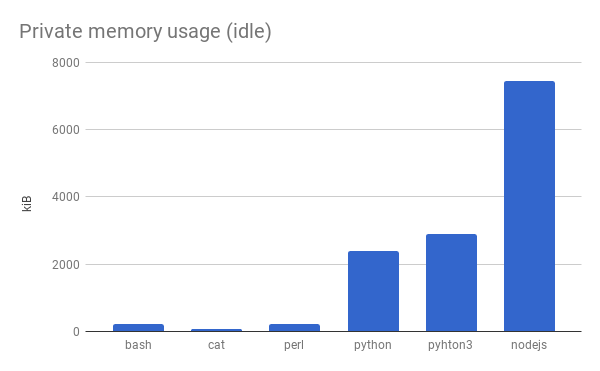 Private memory usage (idle)
8000
6000
4000
2000
0
kiB
bash cat perl python pyhton3 nodejs